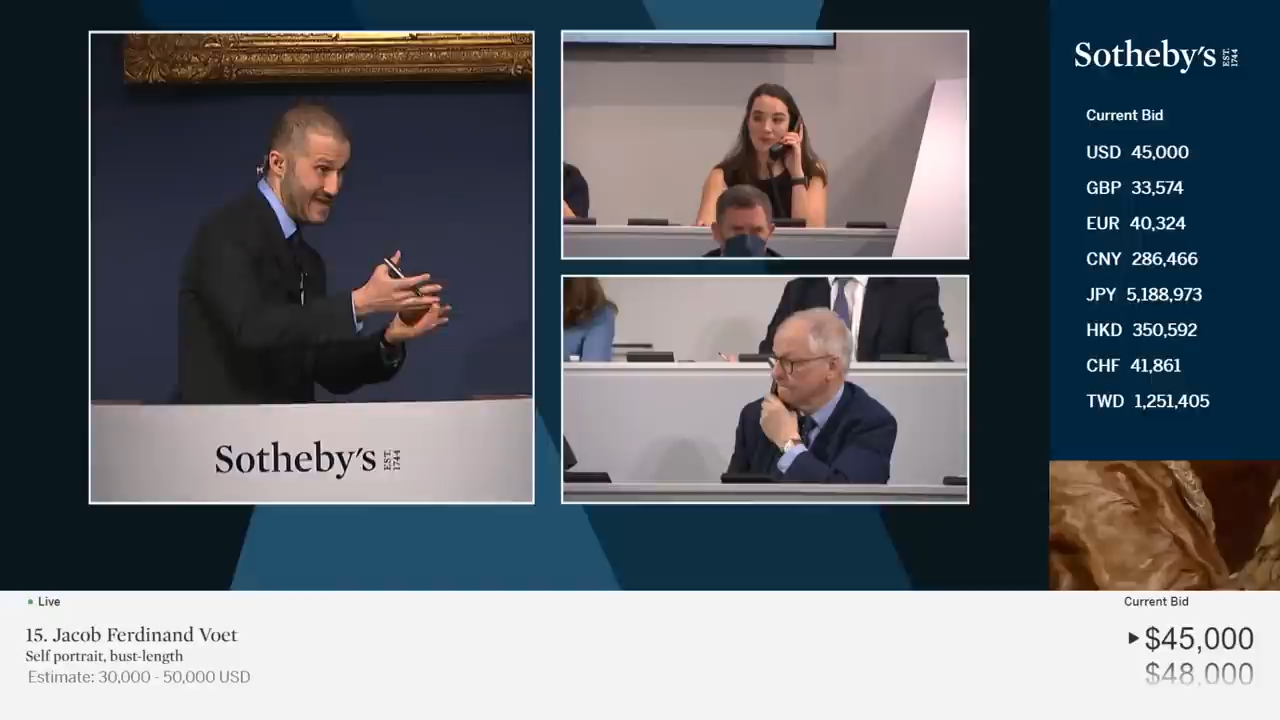 Sotheby's EST. 1744
Sotheby's EST. 1744
Current Bid
USD 45,000
GBP 33,574
EUR 40,324
CNY 286,466
JPY 5,188,973
HKD 350,592
CHF 41,861
TWD 1,251,405
Live
15. Jacob Ferdinand Voet
Self portrait, bust-length
Estimate: 30,000 - 50,000 USD
Current Bid
$45,000
$48,000